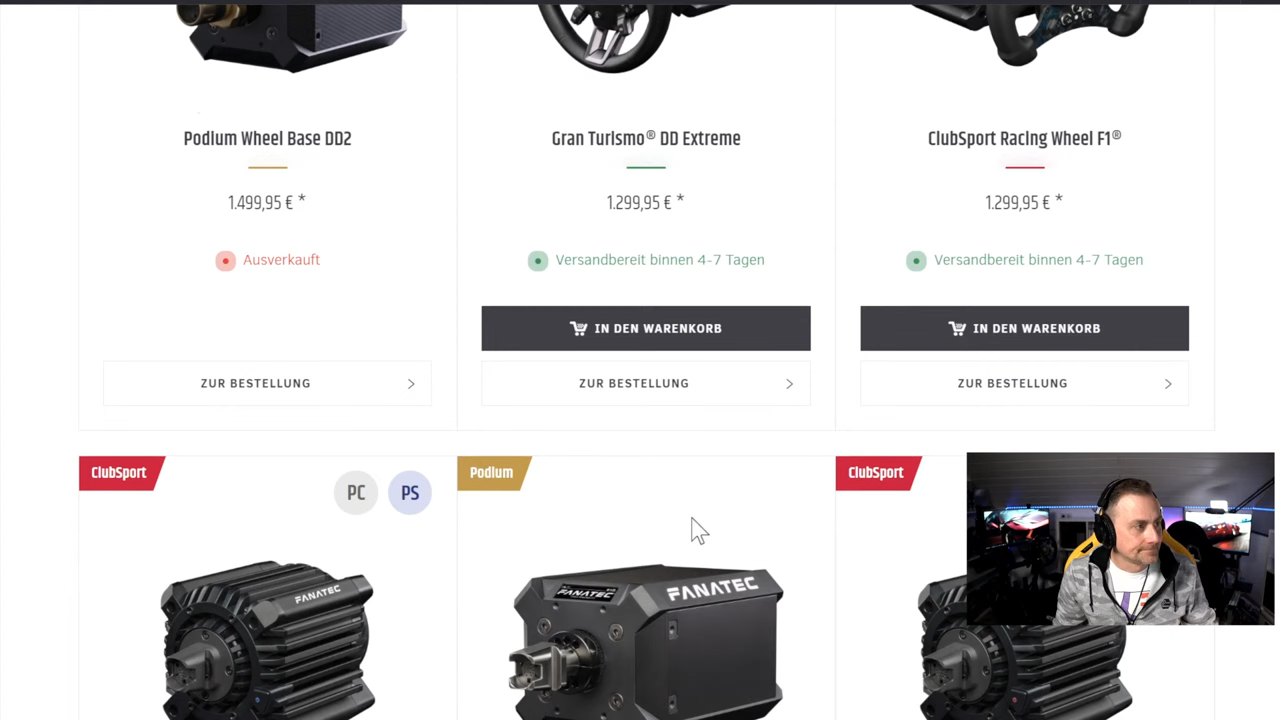 Podium Wheel Base DD2
1.499,95 € *
Ausverkauft
ZUR BESTELLUNG
Gran Turismo® DD Extreme
1.299,95 € *
Versandbereit binnen 4-7 Tagen
IN DEN WARENKORB
ZUR BESTELLUNG
ClubSport Racing Wheel F1®
1.299,95 € *
Versandbereit binnen 4-7 Tagen
IN DEN WARENKORB
ZUR BESTELLUNG
ClubSport
PC PS
FANATEC
Podium
FANATEC
FANATEC
ClubSport